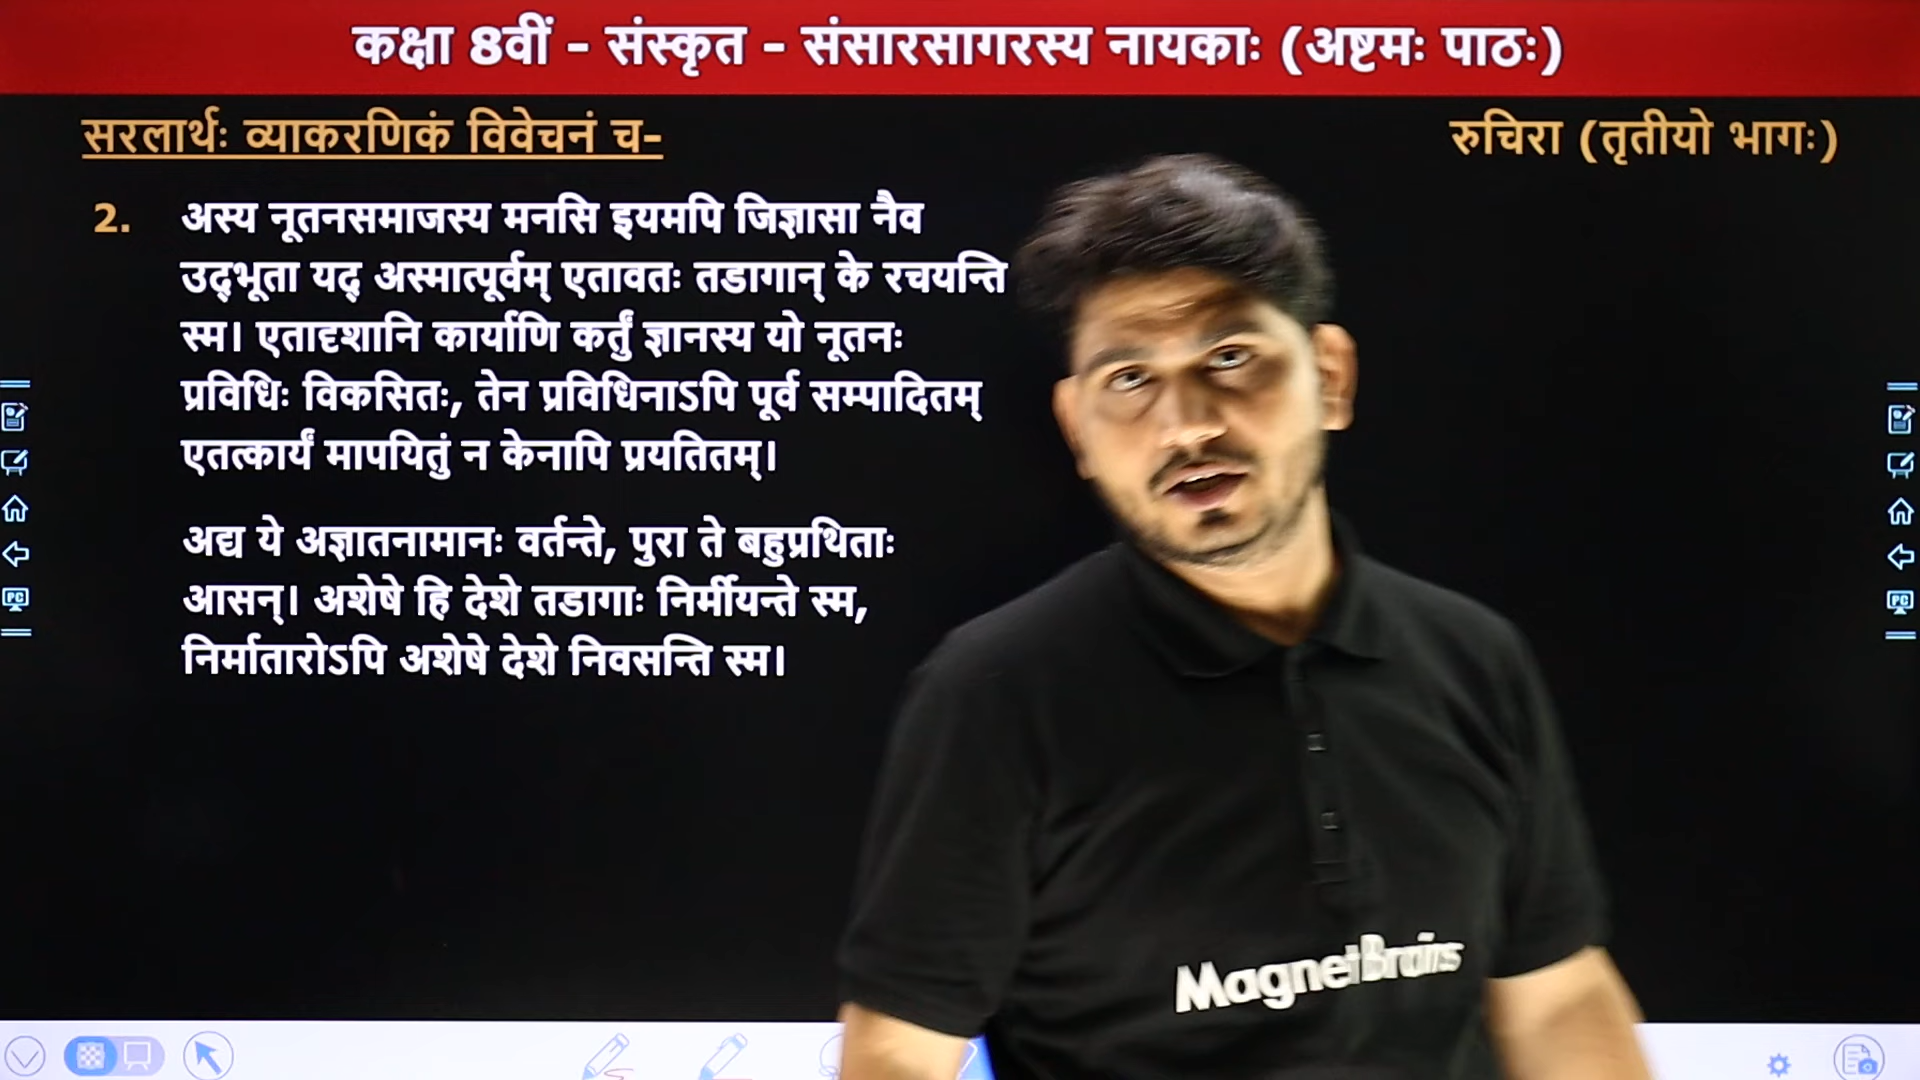 कक्षा 8वीं - संस्कृत - संसारसागरस्य नायकाः (अष्टमः पाठः)
सरलार्थः व्याकरणिकं विवेचनं च-
रुचिरा (तृतीयो भागः)
2. अस्य नूतनसमाजस्य मनसि इयमपि जिज्ञासा नैव
उद्‌भूता यद् अस्मात्पूर्वम् एतावतः तडागान् के रचयन्ति
स्म। एतादृशानि कार्याणि कर्तुं ज्ञानस्य यो नूतनः
प्रविधिः विकसितः, तेन प्रविधिनाऽपि पूर्व सम्पादितम्
एतत्कार्यं मापयितुं न केनापि प्रयतितम्।
अद्य ये अज्ञातनामानः वर्तन्ते, पुरा ते बहुप्रथिताः
आसन्। अशेषे हि देशे तडागाः निर्मीयन्ते स्म,
निर्मातारोऽपि अशेषे देशे निवसन्ति स्म।
PC
PC
MagnetBrains